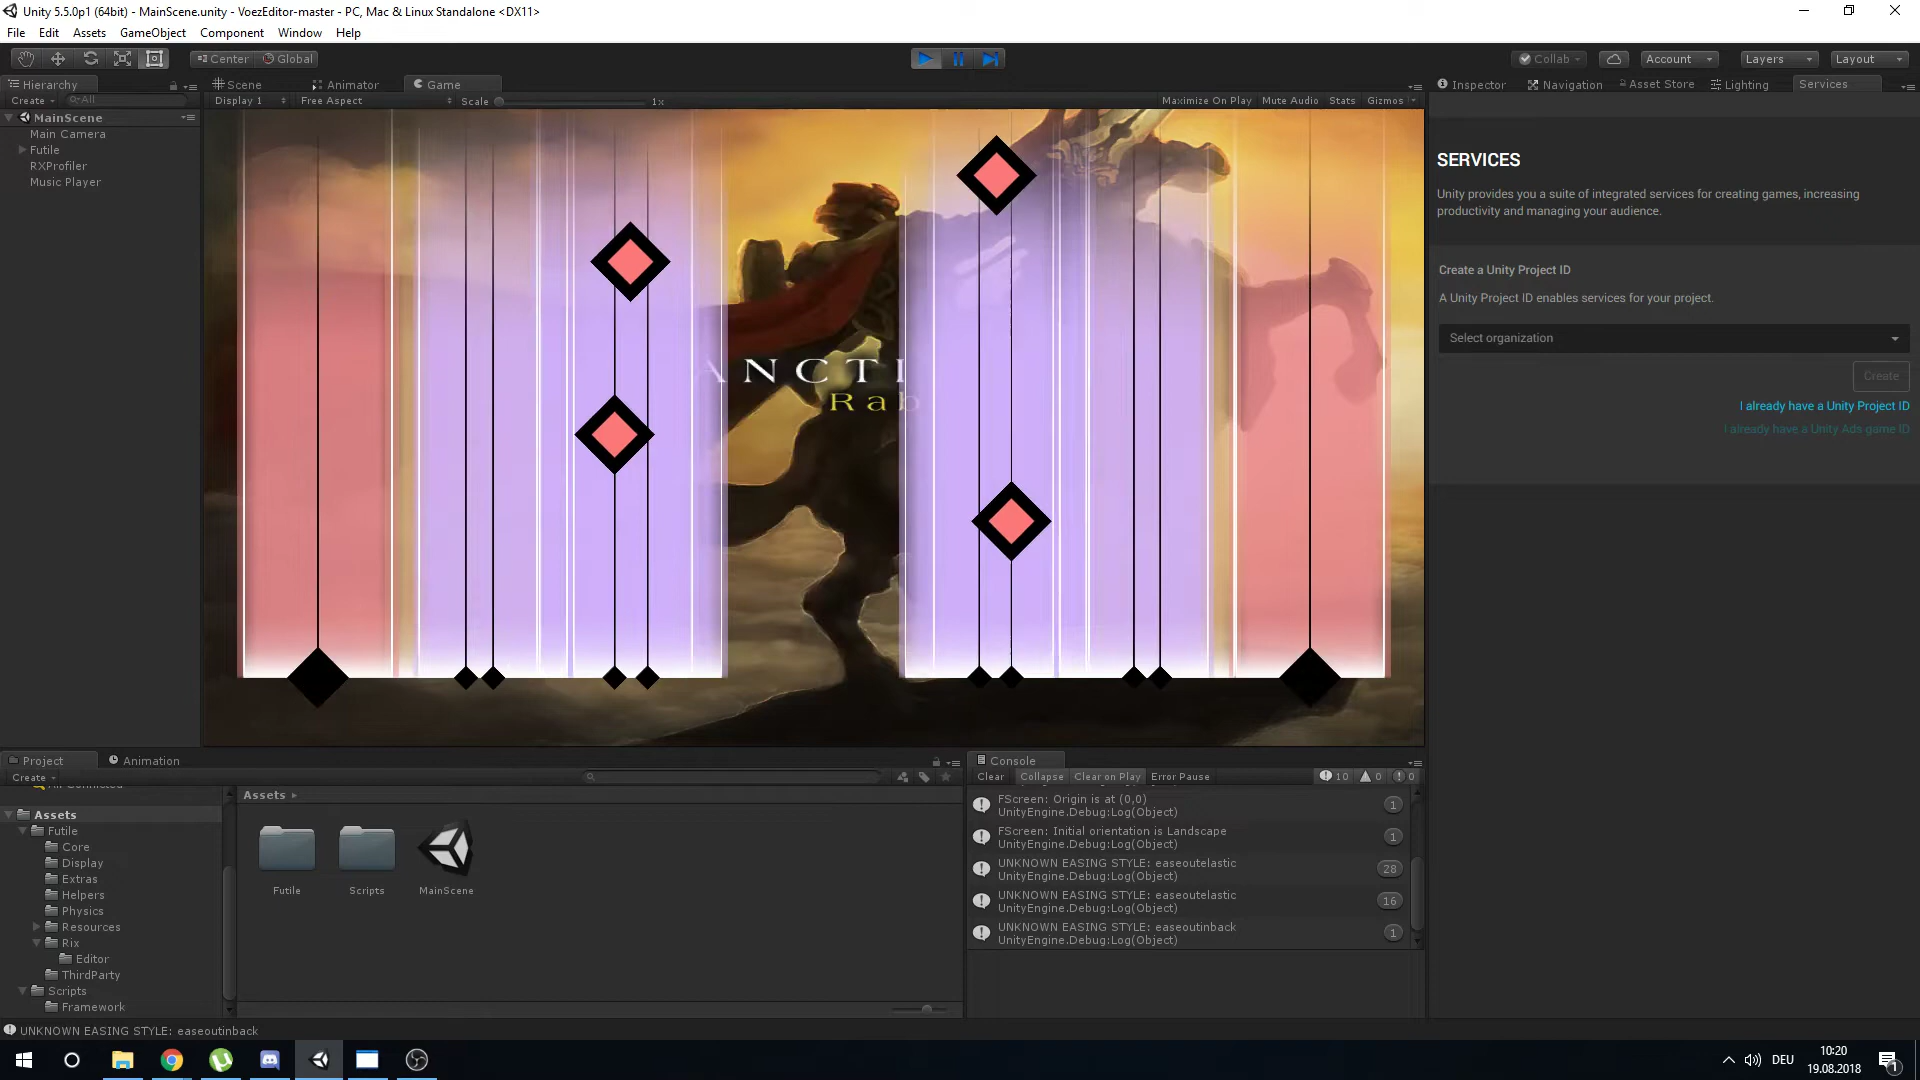 Unity 5.5.0p1 (64bit) - MainScene.unity - VoezEditor-master - PC, Mac & Linux Standalone <DX11>
File Edit Assets GameObject Component Window Help
Center Global
Collab Account Layers Layout
Hierarchy
Scene Animator Game
Inspector Navigation Asset Store Lighting Services
Create All
Display 1 Free Aspect Scale 1x
Maximize On Play Mute Audio Stats Gizmos
MainScene
Main Camera
Futile
RXProfiler
Music Player
ANCTI
Rab
SERVICES
Unity provides you a suite of integrated services for creating games, increasing
productivity and managing your audience.
Create a Unity Project ID
A Unity Project ID enables services for your project.
Select organization
Create
I already have a Unity Project ID
I already have a Unity Ads game ID
Project Animation
Create
Assets
Futile
Core
Display
Extras
Helpers
Physics
Resources
Rix
Editor
ThirdParty
Scripts
Framework
Assets
Futile Scripts MainScene
Console
Clear Collapse Clear on Play Error Pause 10 0 0
FScreen: Origin is at (0,0)
UnityEngine.Debug:Log(Object)
1
FScreen: Initial orientation is Landscape
UnityEngine.Debug:Log(Object)
1
UNKNOWN EASING STYLE: easeoutelastic
UnityEngine.Debug:Log(Object)
28
UNKNOWN EASING STYLE: easeoutelastic
UnityEngine.Debug:Log(Object)
16
UNKNOWN EASING STYLE: easeoutinback
UnityEngine.Debug:Log(Object)
1
UNKNOWN EASING STYLE: easeoutinback
DEU
10:20
19.08.2018
1